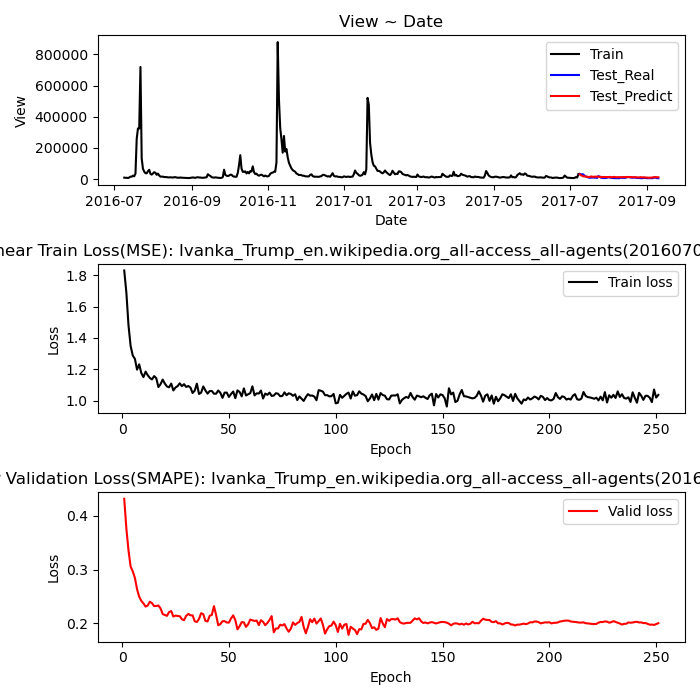 View ~ Date
800000
600000
400000
200000
0
View
Train
Test_Real
Test_Predict
2016-07 2016-09 2016-11 2017-01 2017-03 2017-05 2017-07 2017-09
Date
near Train Loss(MSE): Ivanka_Trump_en.wikipedia.org_all-access_all-agents(2016070
1.8
1.6
1.4
1.2
1.0
Loss
Train loss
0 50 100 150 200 250
Epoch
Validation Loss(SMAPE): Ivanka_Trump_en.wikipedia.org_all-access_all-agents(2016
0.4
0.3
0.2
Loss
Valid loss
0 50 100 150 200 250
Epoch